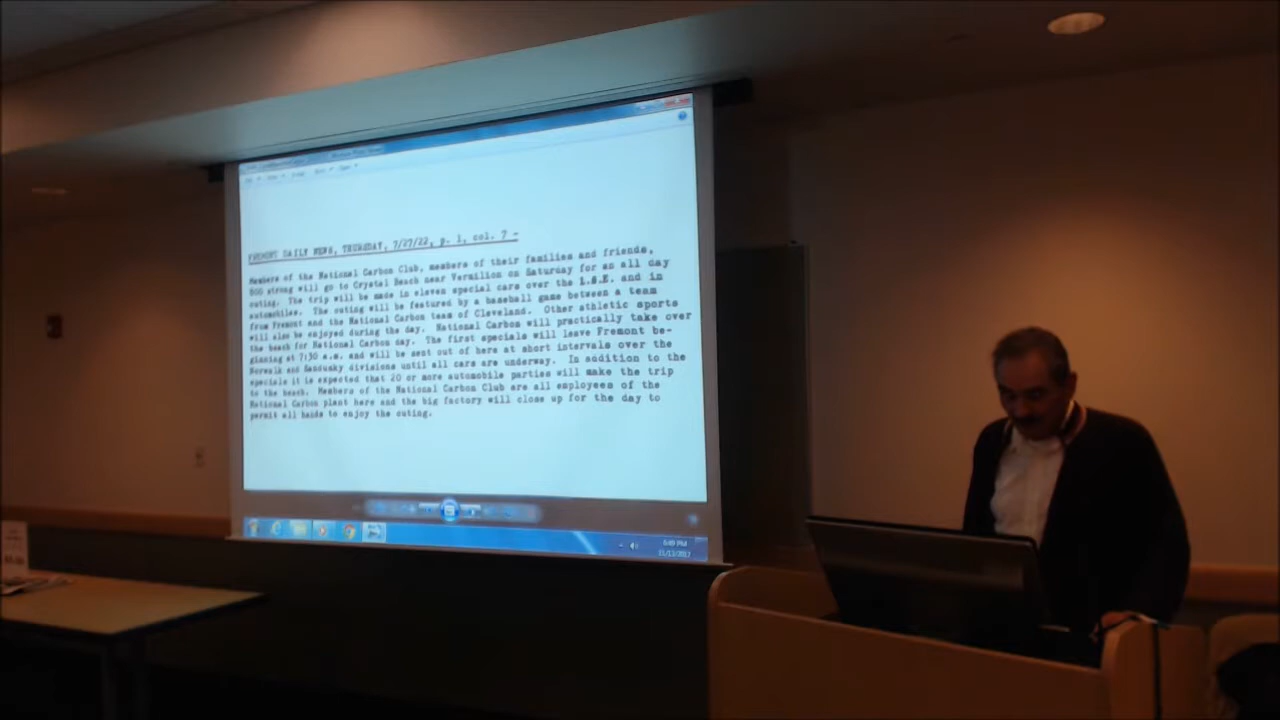 FREMONT DAILY NEWS, THURSDAY, 7/27/22, p. 1, col. 7 -
Members of the National Carbon Club, members of their families and friends,
800 strong will go to Crystal Beach near Vermilion on Saturday for an all day
outing. The trip will be made in eleven special cars over the L.S.E. and in
automobiles. The outing will be featured by a baseball game between a team
from Fremont and the National Carbon team of Cleveland. Other athletic sports
will also be enjoyed during the day. National Carbon will practically take over
the beach for National Carbon day. The first specials will leave Fremont be-
ginning at 7:30 a.m. and will be sent out of here at short intervals over the
Norwalk and Sandusky divisions until all cars are underway. In addition to the
specials it is expected that 20 or more automobile parties will make the trip
to the beach. Members of the National Carbon Club are all employees of the
National Carbon plant here and the big factory will close up for the day to
permit all hands to enjoy the outing.
6:49 PM
11/13/2017